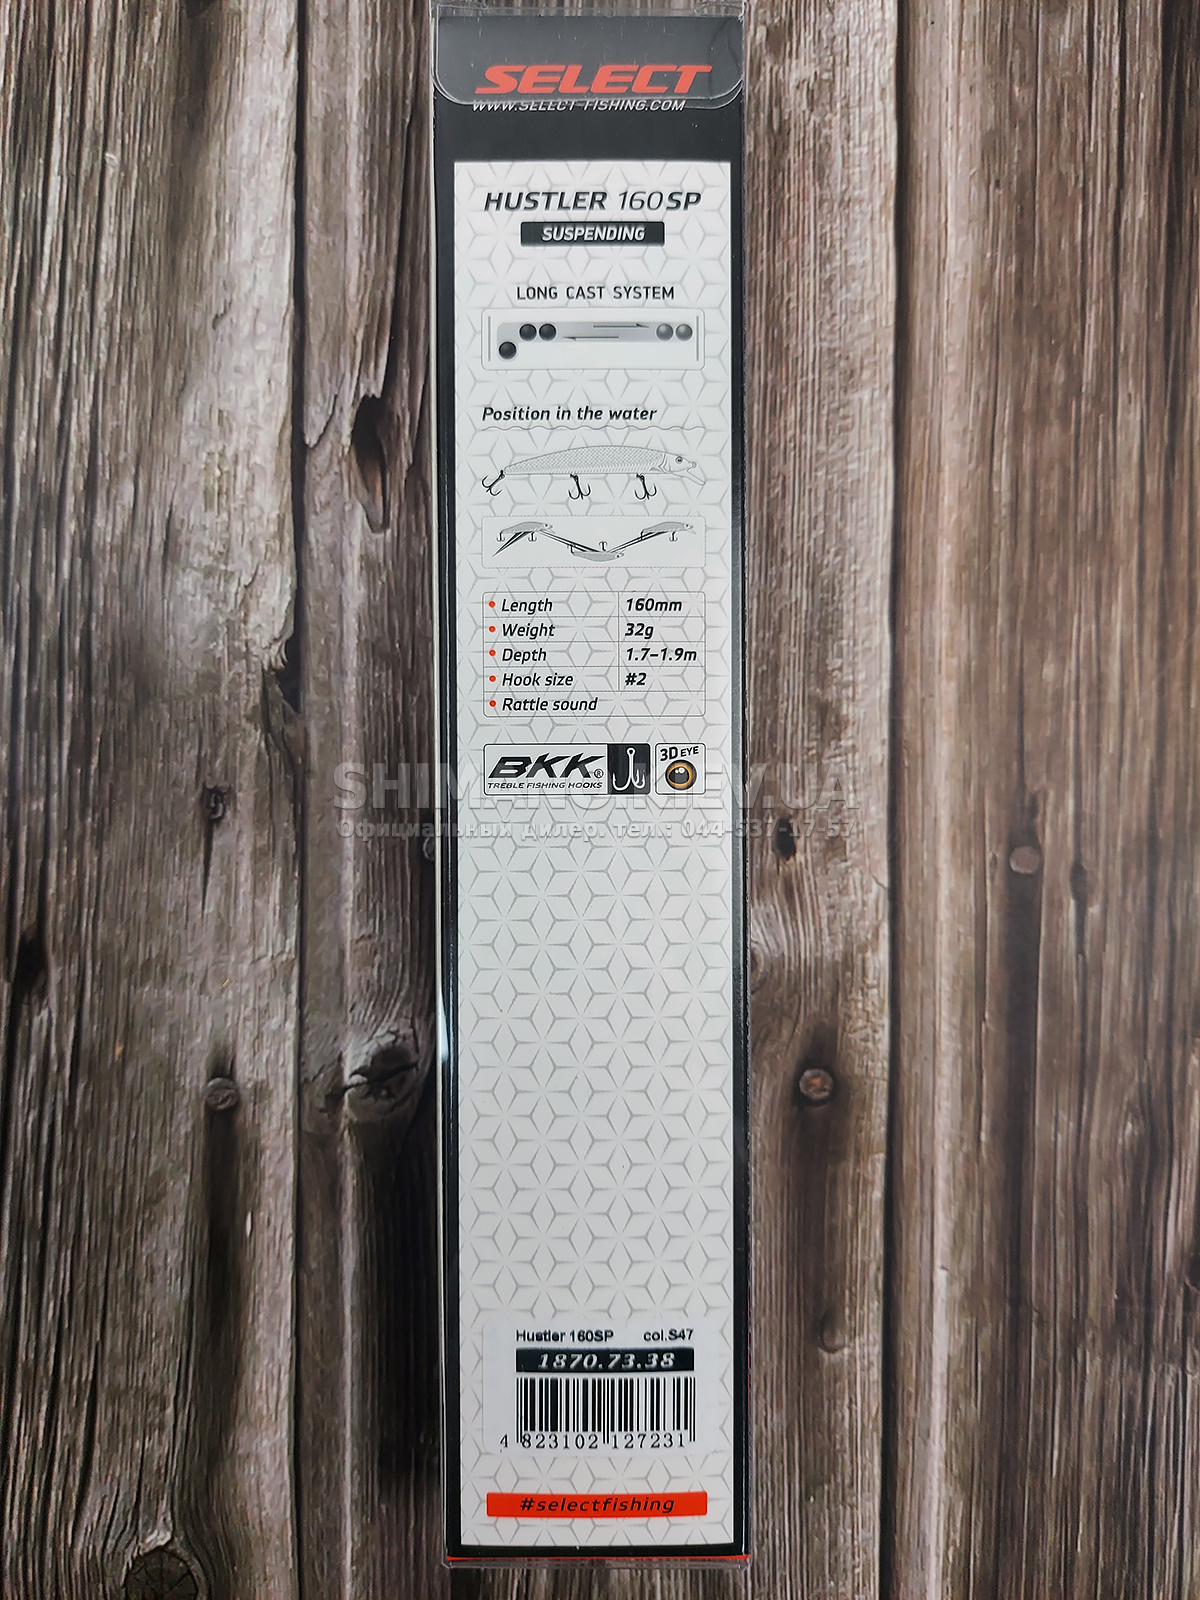 SELECT
WWW.SELECT-FISHING.COM
HUSTLER 160SP
SUSPENDING
LONG CAST SYSTEM
Position in the water
• Length 160mm
• Weight 32g
• Depth 1.7–1.9m
• Hook size #2
• Rattle sound
BKK® 3D EYE
TREBLE FISHING HOOKS
SHIMANO.KIEV.UA
Официальный дилер. тел.: 044-537-17-57
Hustler 160SP col.S47
1870.73.38
4 823102 127231
#selectfishing